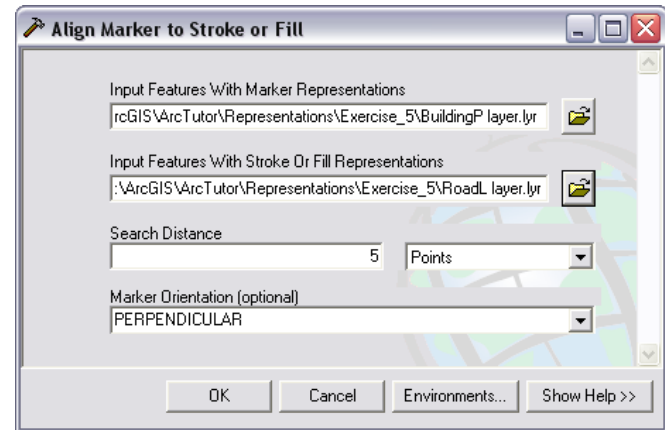 Align Marker to Stroke or Fill
Input Features With Marker Representations
rcGIS\ArcTutor\Representations\Exercise_5\BuildingP layer.lyr
Input Features With Stroke Or Fill Representations
:\ArcGIS\ArcTutor\Representations\Exercise_5\RoadL layer.lyr
Search Distance
5 Points
Marker Orientation (optional)
PERPENDICULAR
OK Cancel Environments... Show Help >>